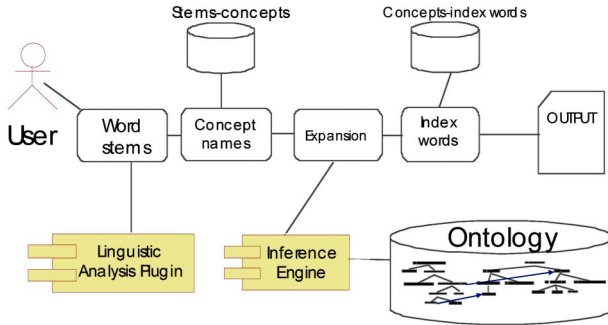 Stems-concepts
Concepts-index words
User
Word
stems
Concept
names
Expansion
Index
words
OUTPUT
Linguistic
Analysis Plugin
Inference
Engine
Ontology